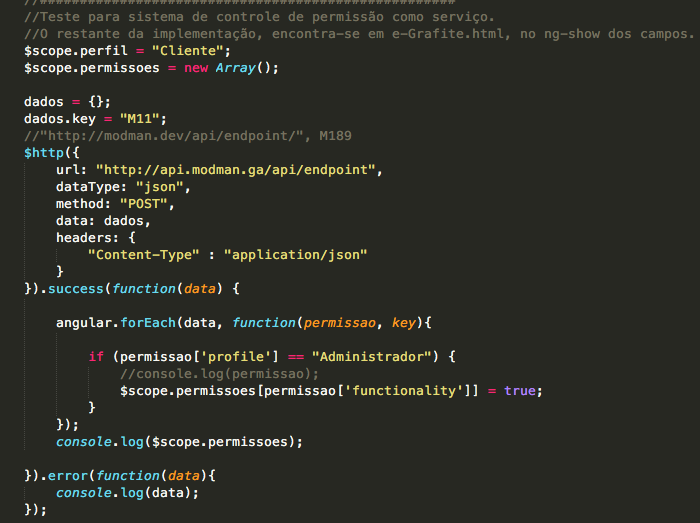 //####################################################
//Teste para sistema de controle de permissão como serviço.
//O restante da implementação, encontra-se em e-Grafite.html, no ng-show dos campos.
$scope.perfil = "Cliente";
$scope.permissoes = new Array();
dados = {};
dados.key = "M11";
//"http://modman.dev/api/endpoint/", M189
$http({
url: "http://api.modman.ga/api/endpoint",
dataType: "json",
method: "POST",
data: dados,
headers: {
"Content-Type" : "application/json"
}
}).success(function(data) {
angular.forEach(data, function(permissao, key){
if (permissao['profile'] == "Administrador") {
//console.log(permissao);
$scope.permissoes[permissao['functionality']] = true;
}
});
console.log($scope.permissoes);
}).error(function(data){
console.log(data);
});